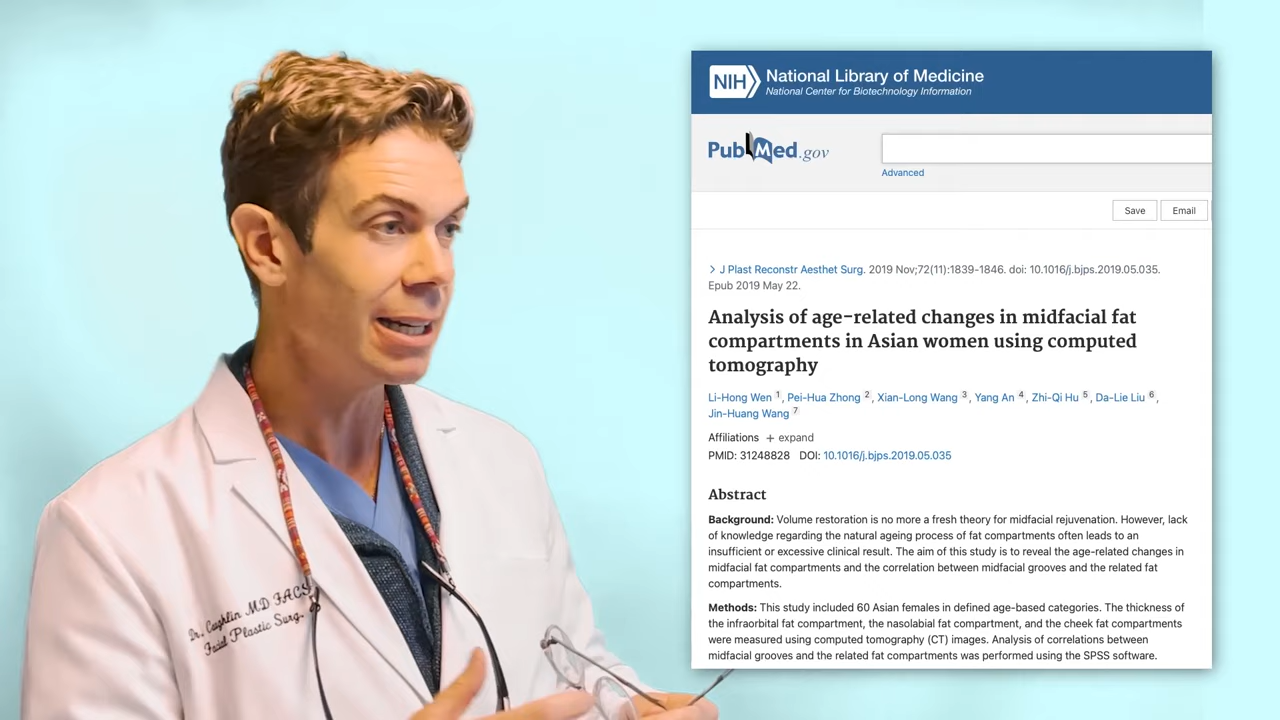 Dr. Coughlin MD FACS
Facial Plastic Surg.
NIH
National Library of Medicine
National Center for Biotechnology Information
PubMed.gov
Advanced
Save
Email
J Plast Reconstr Aesthet Surg. 2019 Nov;72(11):1839-1846. doi: 10.1016/j.bjps.2019.05.035.
Epub 2019 May 22.
Analysis of age-related changes in midfacial fat
compartments in Asian women using computed
tomography
Li-Hong Wen 1, Pei-Hua Zhong 2, Xian-Long Wang 3, Yang An 4, Zhi-Qi Hu 5, Da-Lie Liu 6,
Jin-Huang Wang 7
Affiliations + expand
PMID: 31248828 DOI: 10.1016/j.bjps.2019.05.035
Abstract
Background: Volume restoration is no more a fresh theory for midfacial rejuvenation. However, lack
of knowledge regarding the natural ageing process of fat compartments often leads to an
insufficient or excessive clinical result. The aim of this study is to reveal the age-related changes in
midfacial fat compartments and the correlation between midfacial grooves and the related fat
compartments.
Methods: This study included 60 Asian females in defined age-based categories. The thickness of
the infraorbital fat compartment, the nasolabial fat compartment, and the cheek fat compartments
were measured using computed tomography (CT) images. Analysis of correlations between
midfacial grooves and the related fat compartments was performed using the SPSS software.